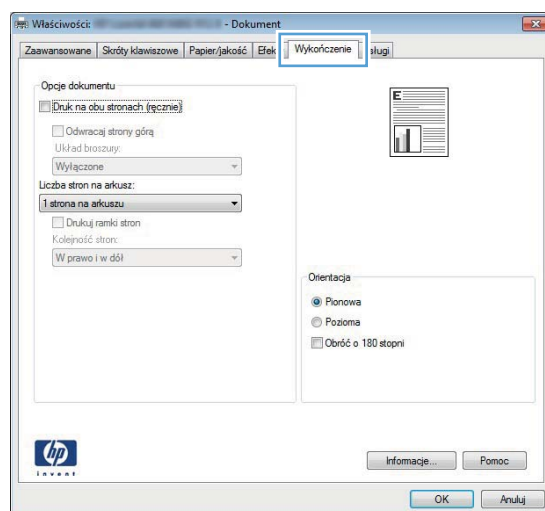 Właściwości: - Dokument
Zaawansowane Skróty klawiszowe Papier/jakość Efek Wykończenie sługi
Opcje dokumentu
Druk na obu stronach (ręcznie)
Odwracaj strony górą
Układ broszury:
Wyłączone
Liczba stron na arkusz:
1 strona na arkuszu
Drukuj ramki stron
Kolejność stron:
W prawo i w dół
E
Orientacja
Pionowa
Pozioma
Obróć o 180 stopni
hp
invent
Informacje... Pomoc
OK Anuluj